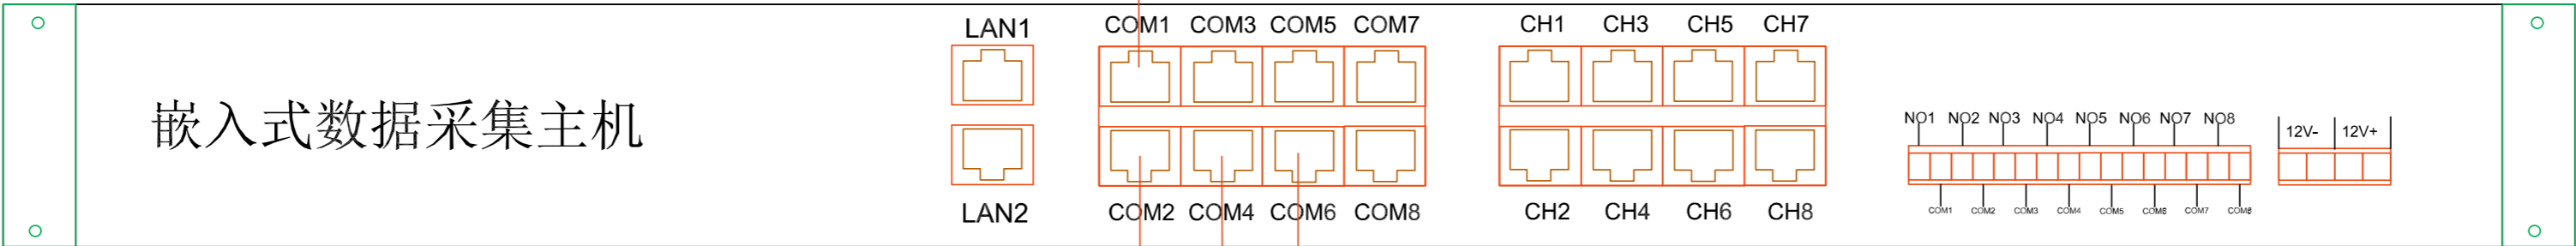 LAN1 COM1 COM3 COM5 COM7 CH1 CH3 CH5 CH7
嵌入式数据采集主机
NO1 NO2 NO3 NO4 NO5 NO6 NO7 NO8
12V- 12V+
LAN2 COM2 COM4 COM6 COM8 CH2 CH4 CH6 CH8
COM1 COM2 COM3 COM4 COM5 COM6 COM7 COM8